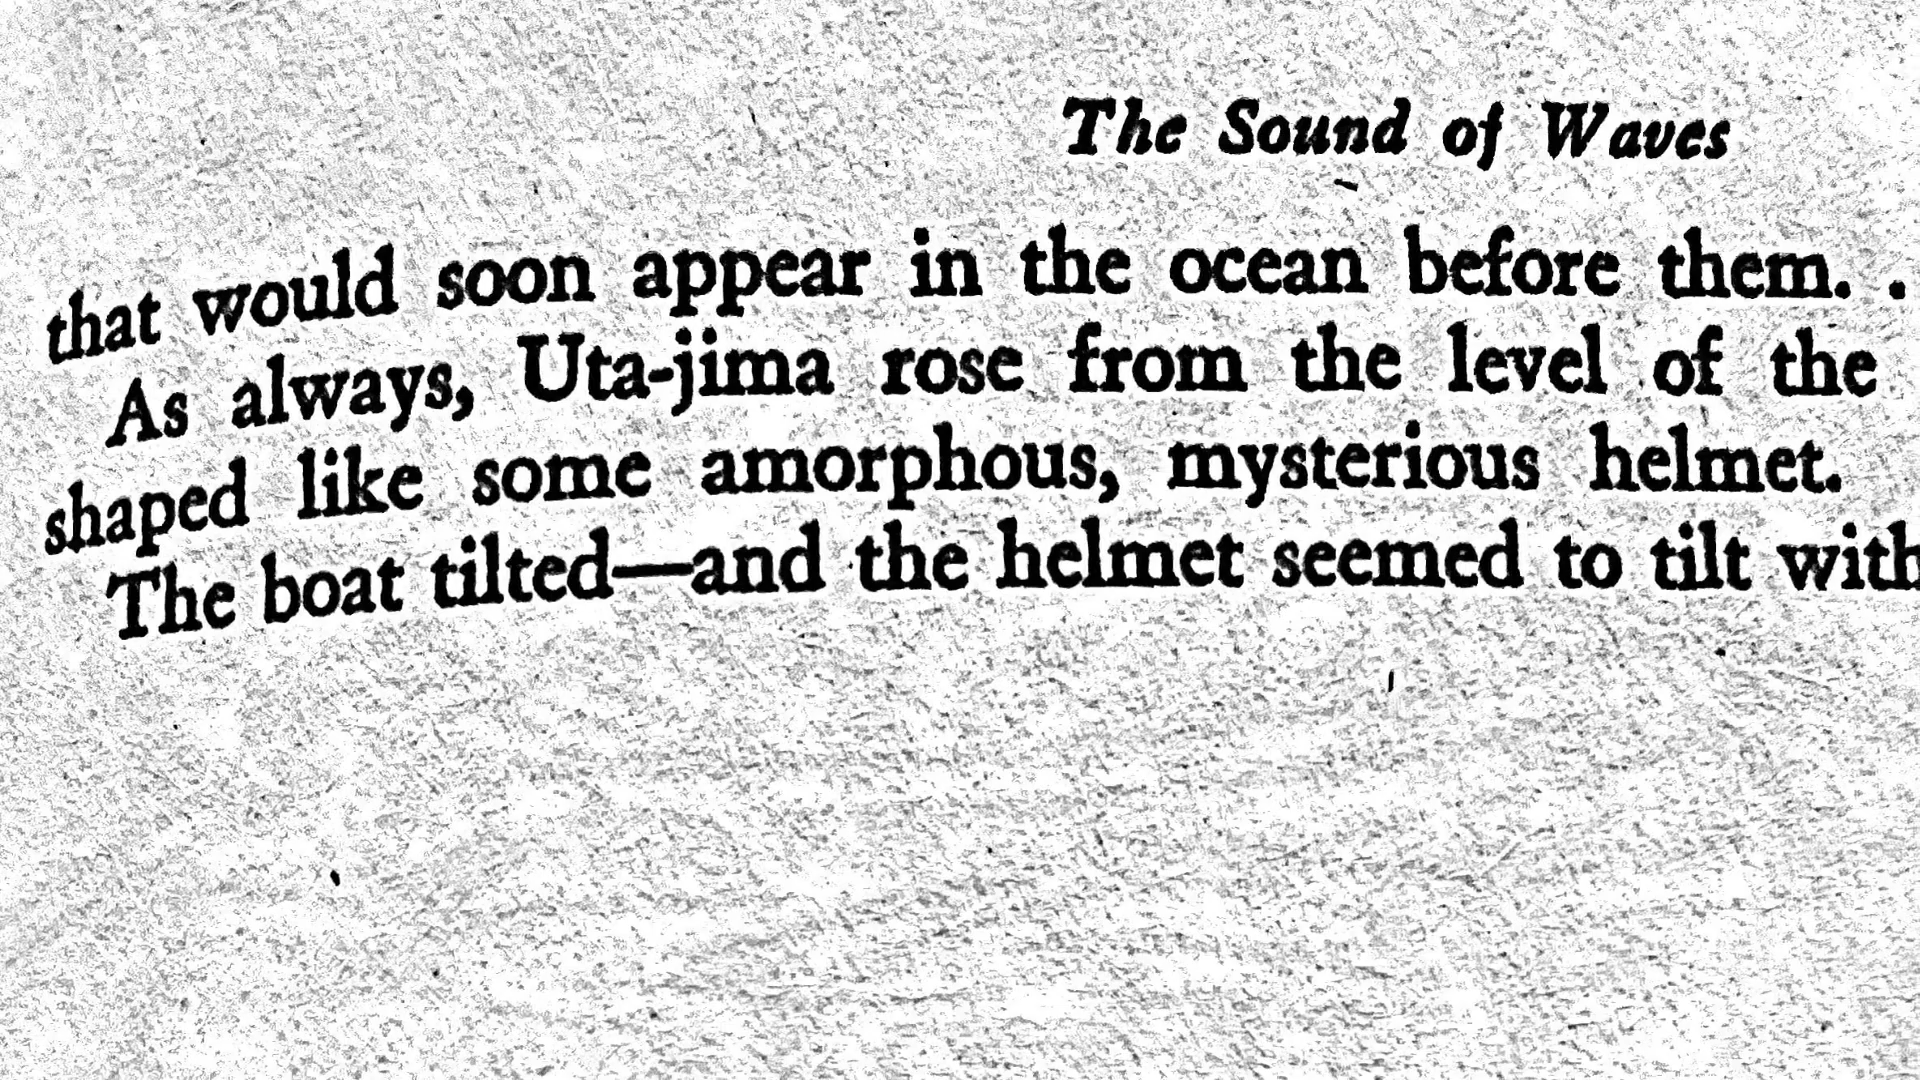 The Sound of Waves
that would soon appear in the ocean before them. .
As always, Uta-jima rose from the level of the
shaped like some amorphous, mysterious helmet.
The boat tilted—and the helmet seemed to tilt with